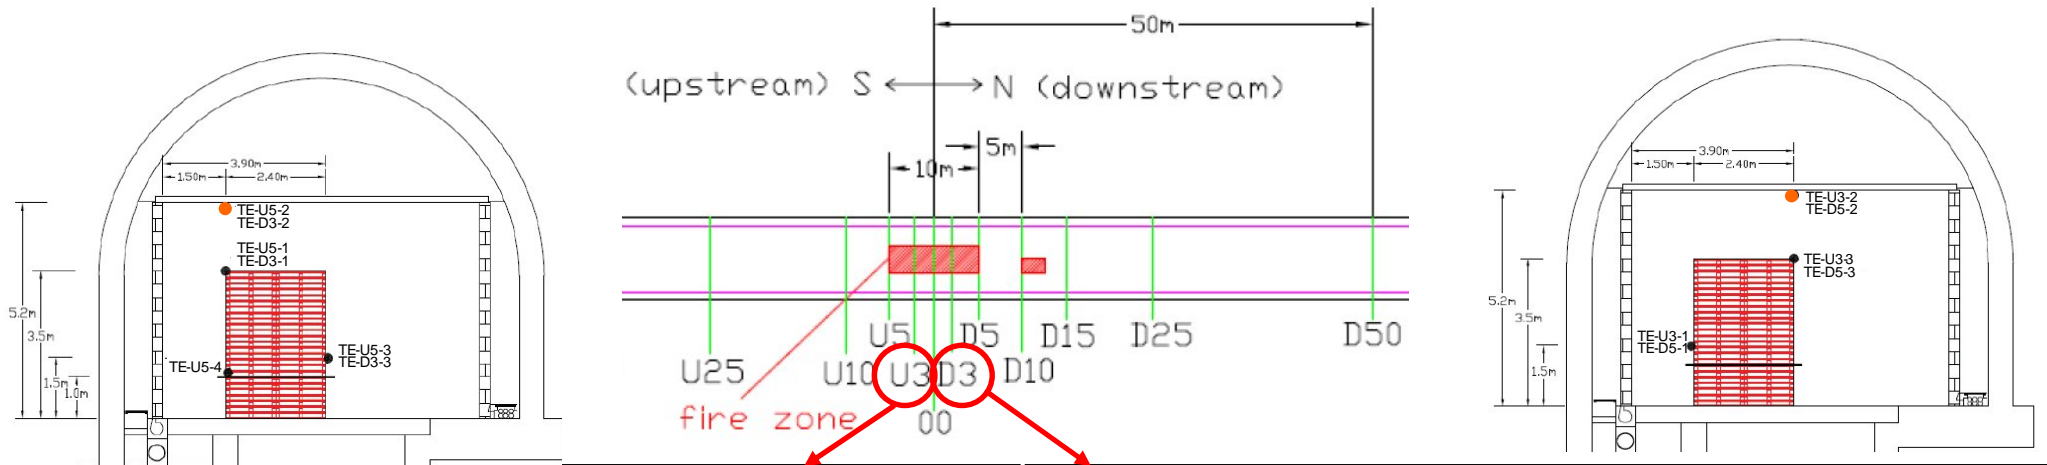 3.90m
1.50m
2.40m
TE-U5-2
TE-D3-2
TE-U5-1
TE-D3-1
5.2m
3.5m
TE-U5-3
TE-D3-3
TE-U5-4
1.5m
1.0m
50m
(upstream) S N (downstream)
5m
10m
U5 D5 D15 D25 D50
U25 U10 U3 D3 D10
fire zone
00
3.90m
1.50m
2.40m
TE-U3-2
TE-D5-2
TE-U3-3
TE-D5-3
5.2m
3.5m
TE-U3-1
TE-D5-1
1.5m